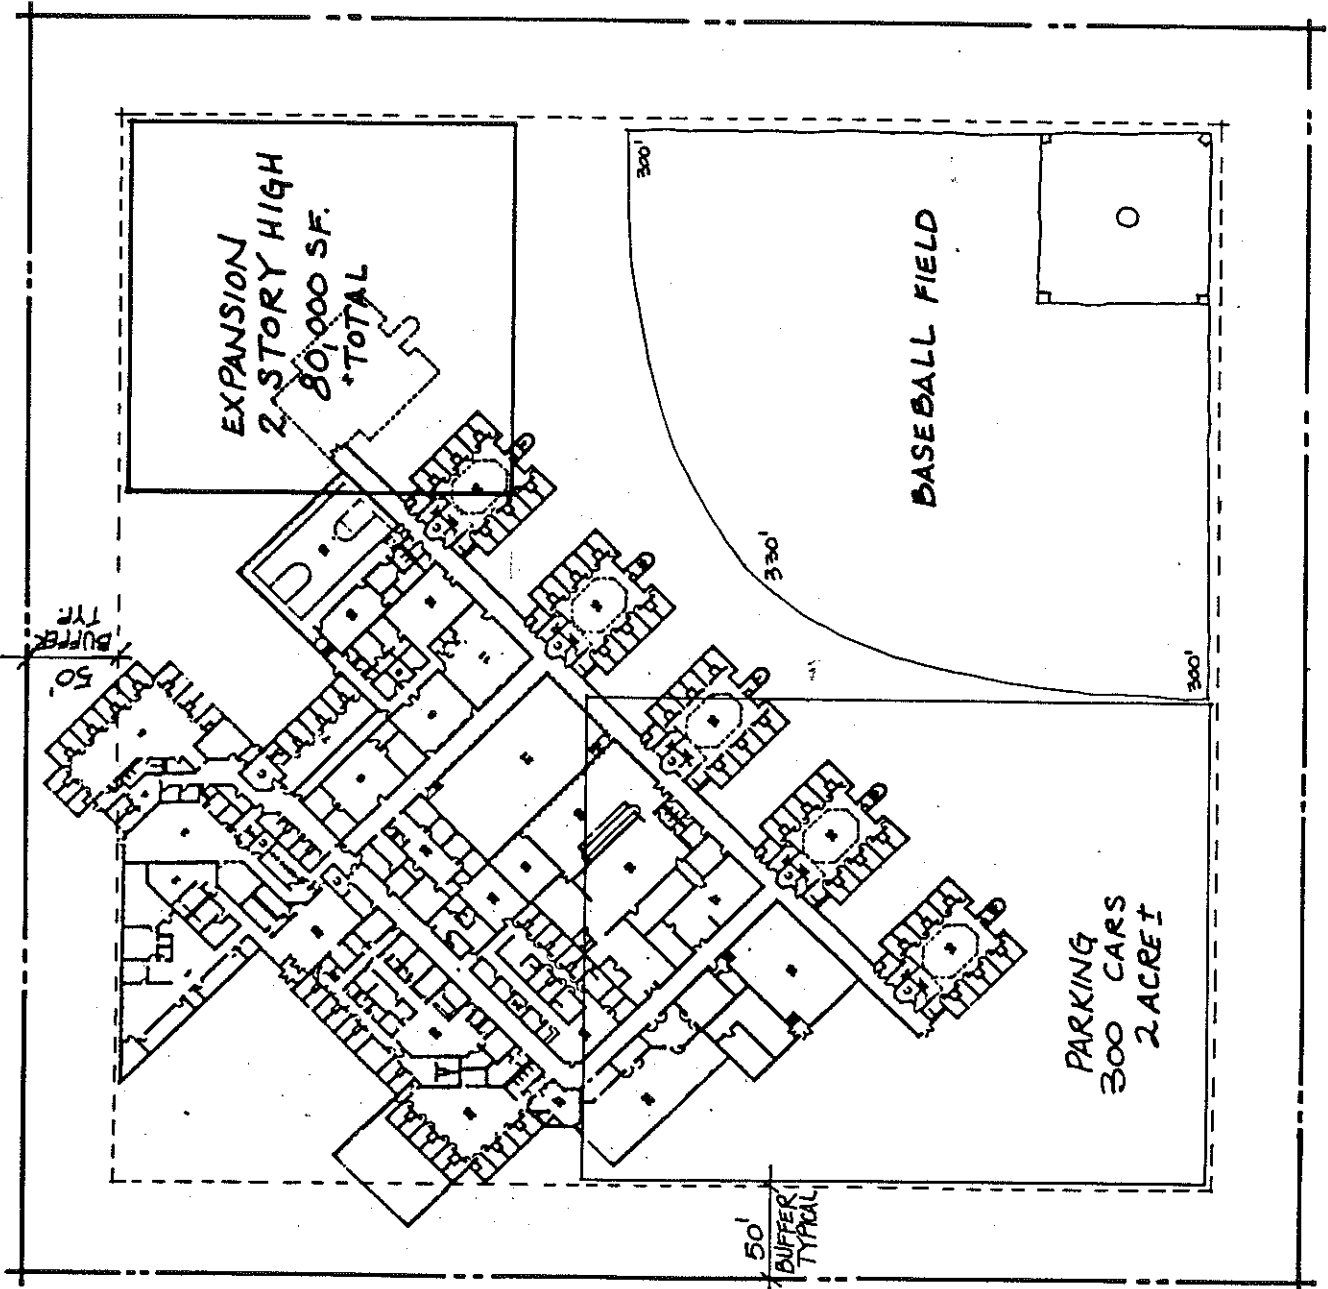 EXPANSION
2 STORY HIGH
80,000 SF.
TOTAL
300'
BASEBALL FIELD
330'
300'
50'
BUFFER
TYP.
PARKING
300 CARS
2 ACRE ±
50'
BUFFER
TYPICAL